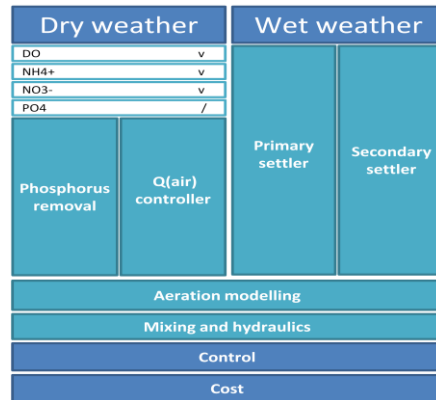 Dry weather
Wet weather
DO v
NH4+ v
NO3- v
PO4 /
Phosphorus
removal
Q(air)
controller
Primary
settler
Secondary
settler
Aeration modelling
Mixing and hydraulics
Control
Cost